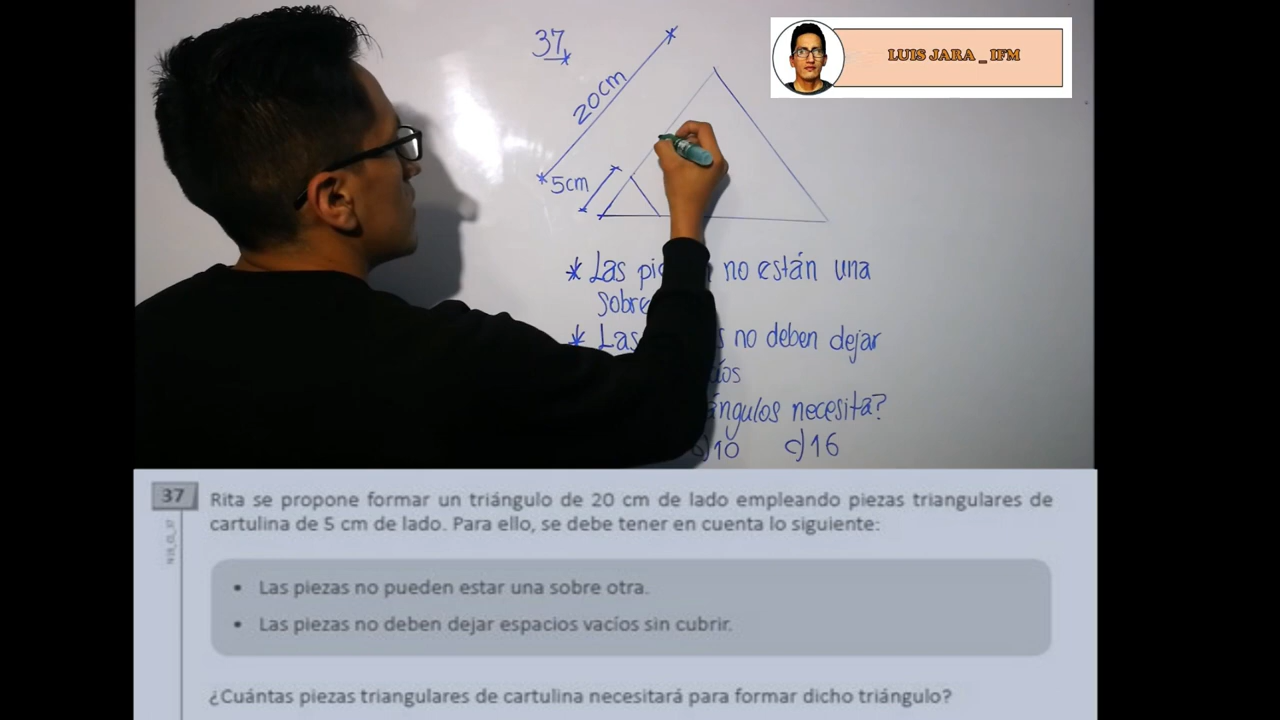 37
20cm
5cm
LUIS JARA _ IFM
* Las no están una
sobre
* Las no deben dejar
necesita?
10 c)16
37
Rita se propone formar un triángulo de 20 cm de lado empleando piezas triangulares de
cartulina de 5 cm de lado. Para ello, se debe tener en cuenta lo siguiente:
• Las piezas no pueden estar una sobre otra.
• Las piezas no deben dejar espacios vacíos sin cubrir.
¿Cuántas piezas triangulares de cartulina necesitará para formar dicho triángulo?